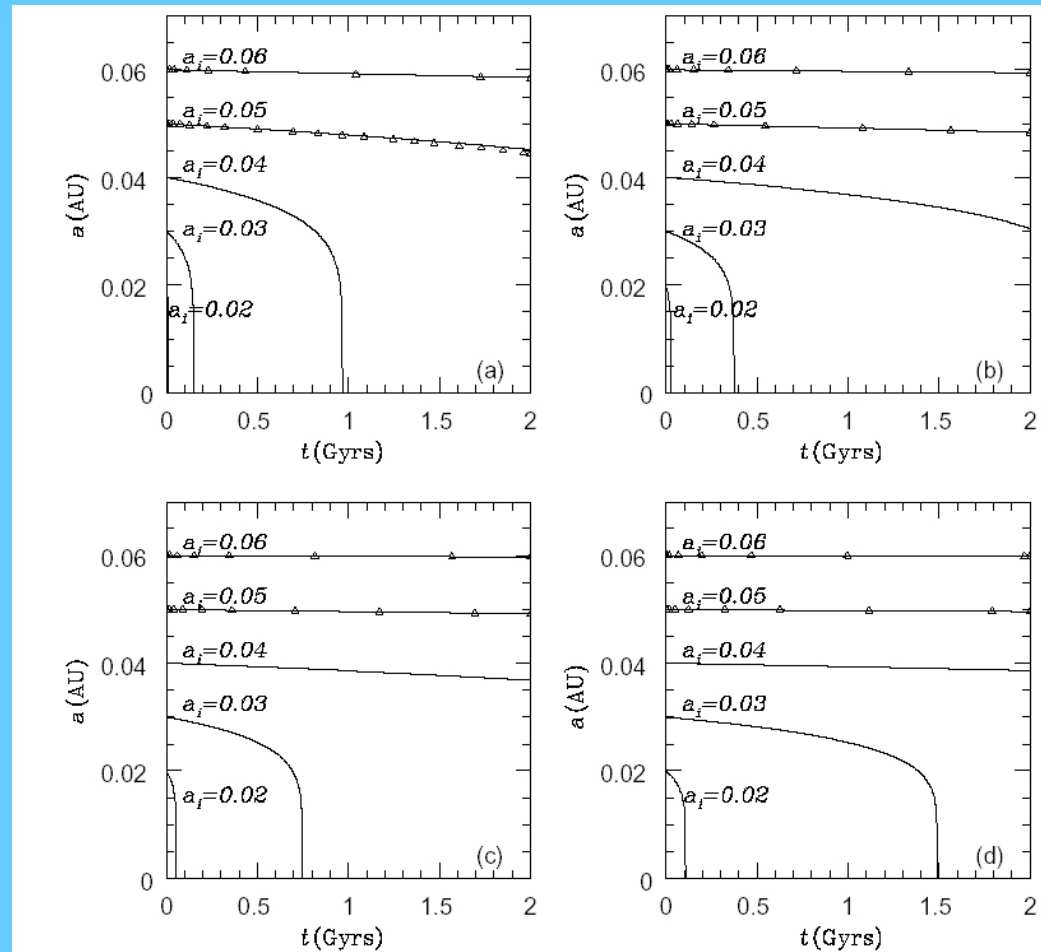 a_i=0.06
a_i=0.05
a_i=0.04
a_i=0.03
a_i=0.02
0.06
0.04
0.02
0
a(AU)
(a)
0 0.5 1 1.5 2
t(Gyrs)
a_i=0.06
a_i=0.05
a_i=0.04
a_i=0.03
a_i=0.02
0.06
0.04
0.02
0
a(AU)
(b)
0 0.5 1 1.5 2
t(Gyrs)
a_i=0.06
a_i=0.05
a_i=0.04
a_i=0.03
a_i=0.02
0.06
0.04
0.02
0
a(AU)
(c)
0 0.5 1 1.5 2
t(Gyrs)
a_i=0.06
a_i=0.05
a_i=0.04
a_i=0.03
a_i=0.02
0.06
0.04
0.02
0
a(AU)
(d)
0 0.5 1 1.5 2
t(Gyrs)